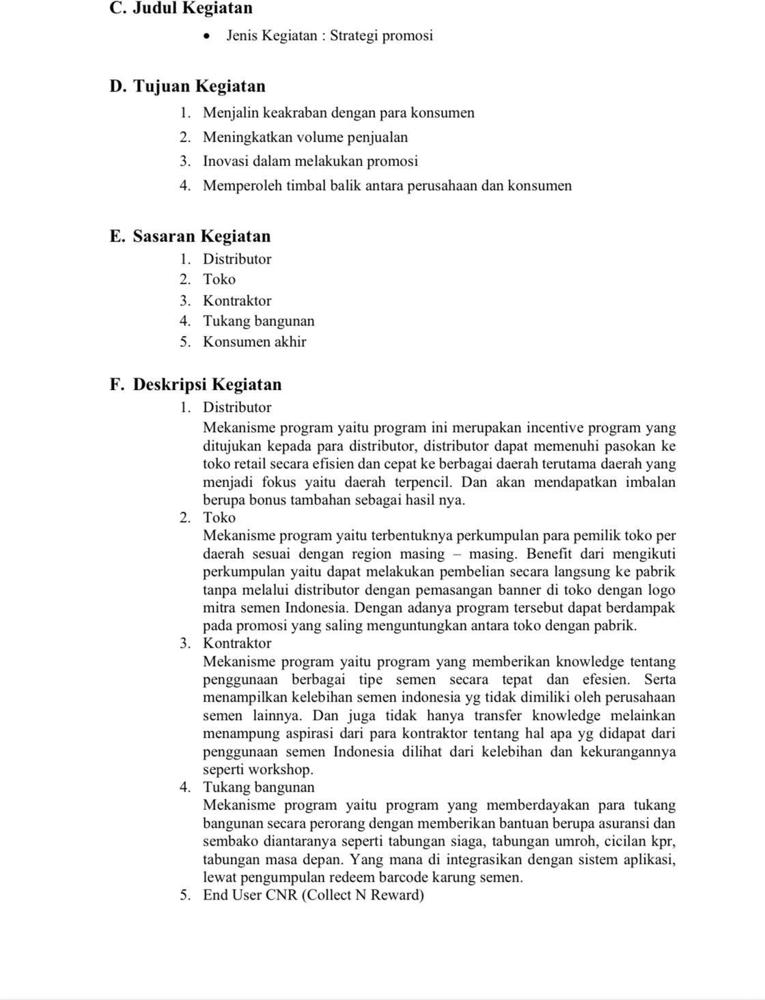 C. Judul Kegiatan
• Jenis Kegiatan : Strategi promosi
D. Tujuan Kegiatan
1. Menjalin keakraban dengan para konsumen
2. Meningkatkan volume penjualan
3. Inovasi dalam melakukan promosi
4. Memperoleh timbal balik antara perusahaan dan konsumen
E. Sasaran Kegiatan
1. Distributor
2. Toko
3. Kontraktor
4. Tukang bangunan
5. Konsumen akhir
F. Deskripsi Kegiatan
1. Distributor
Mekanisme program yaitu program ini merupakan incentive program yang
ditujukan kepada para distributor, distributor dapat memenuhi pasokan ke
toko retail secara efisien dan cepat ke berbagai daerah terutama daerah yang
menjadi fokus yaitu daerah terpencil. Dan akan mendapatkan imbalan
berupa bonus tambahan sebagai hasil nya.
2. Toko
Mekanisme program yaitu terbentuknya perkumpulan para pemilik toko per
daerah sesuai dengan region masing – masing. Benefit dari mengikuti
perkumpulan yaitu dapat melakukan pembelian secara langsung ke pabrik
tanpa melalui distributor dengan pemasangan banner di toko dengan logo
mitra semen Indonesia. Dengan adanya program tersebut dapat berdampak
pada promosi yang saling menguntungkan antara toko dengan pabrik.
3. Kontraktor
Mekanisme program yaitu program yang memberikan knowledge tentang
penggunaan berbagai tipe semen secara tepat dan efesien. Serta
menampilkan kelebihan semen indonesia yg tidak dimiliki oleh perusahaan
semen lainnya. Dan juga tidak hanya transfer knowledge melainkan
menampung aspirasi dari para kontraktor tentang hal apa yg didapat dari
penggunaan semen Indonesia dilihat dari kelebihan dan kekurangannya
seperti workshop.
4. Tukang bangunan
Mekanisme program yaitu program yang memberdayakan para tukang
bangunan secara perorang dengan memberikan bantuan berupa asuransi dan
sembako diantaranya seperti tabungan siaga, tabungan umroh, cicilan kpr,
tabungan masa depan. Yang mana di integrasikan dengan sistem aplikasi,
lewat pengumpulan redeem barcode karung semen.
5. End User CNR (Collect N Reward)